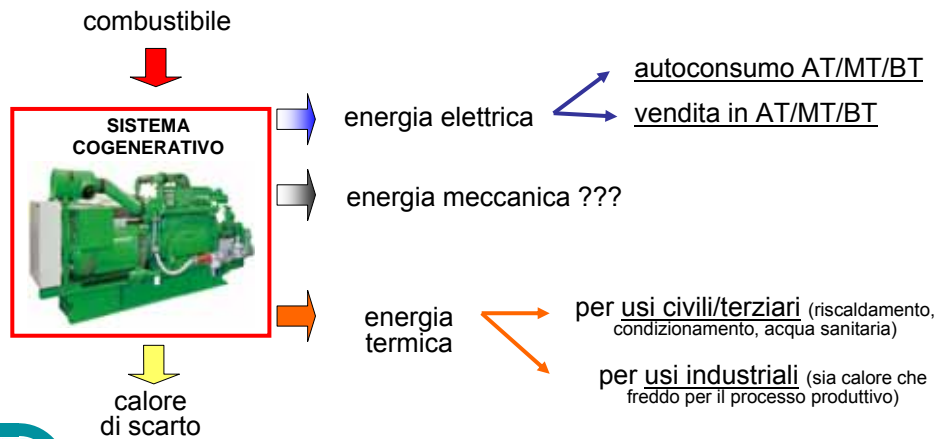 combustibile
SISTEMA
COGENERATIVO
energia elettrica
autoconsumo AT/MT/BT
vendita in AT/MT/BT
energia meccanica ???
energia
termica
per usi civili/terziari (riscaldamento,
condizionamento, acqua sanitaria)
per usi industriali (sia calore che
freddo per il processo produttivo)
calore
di scarto